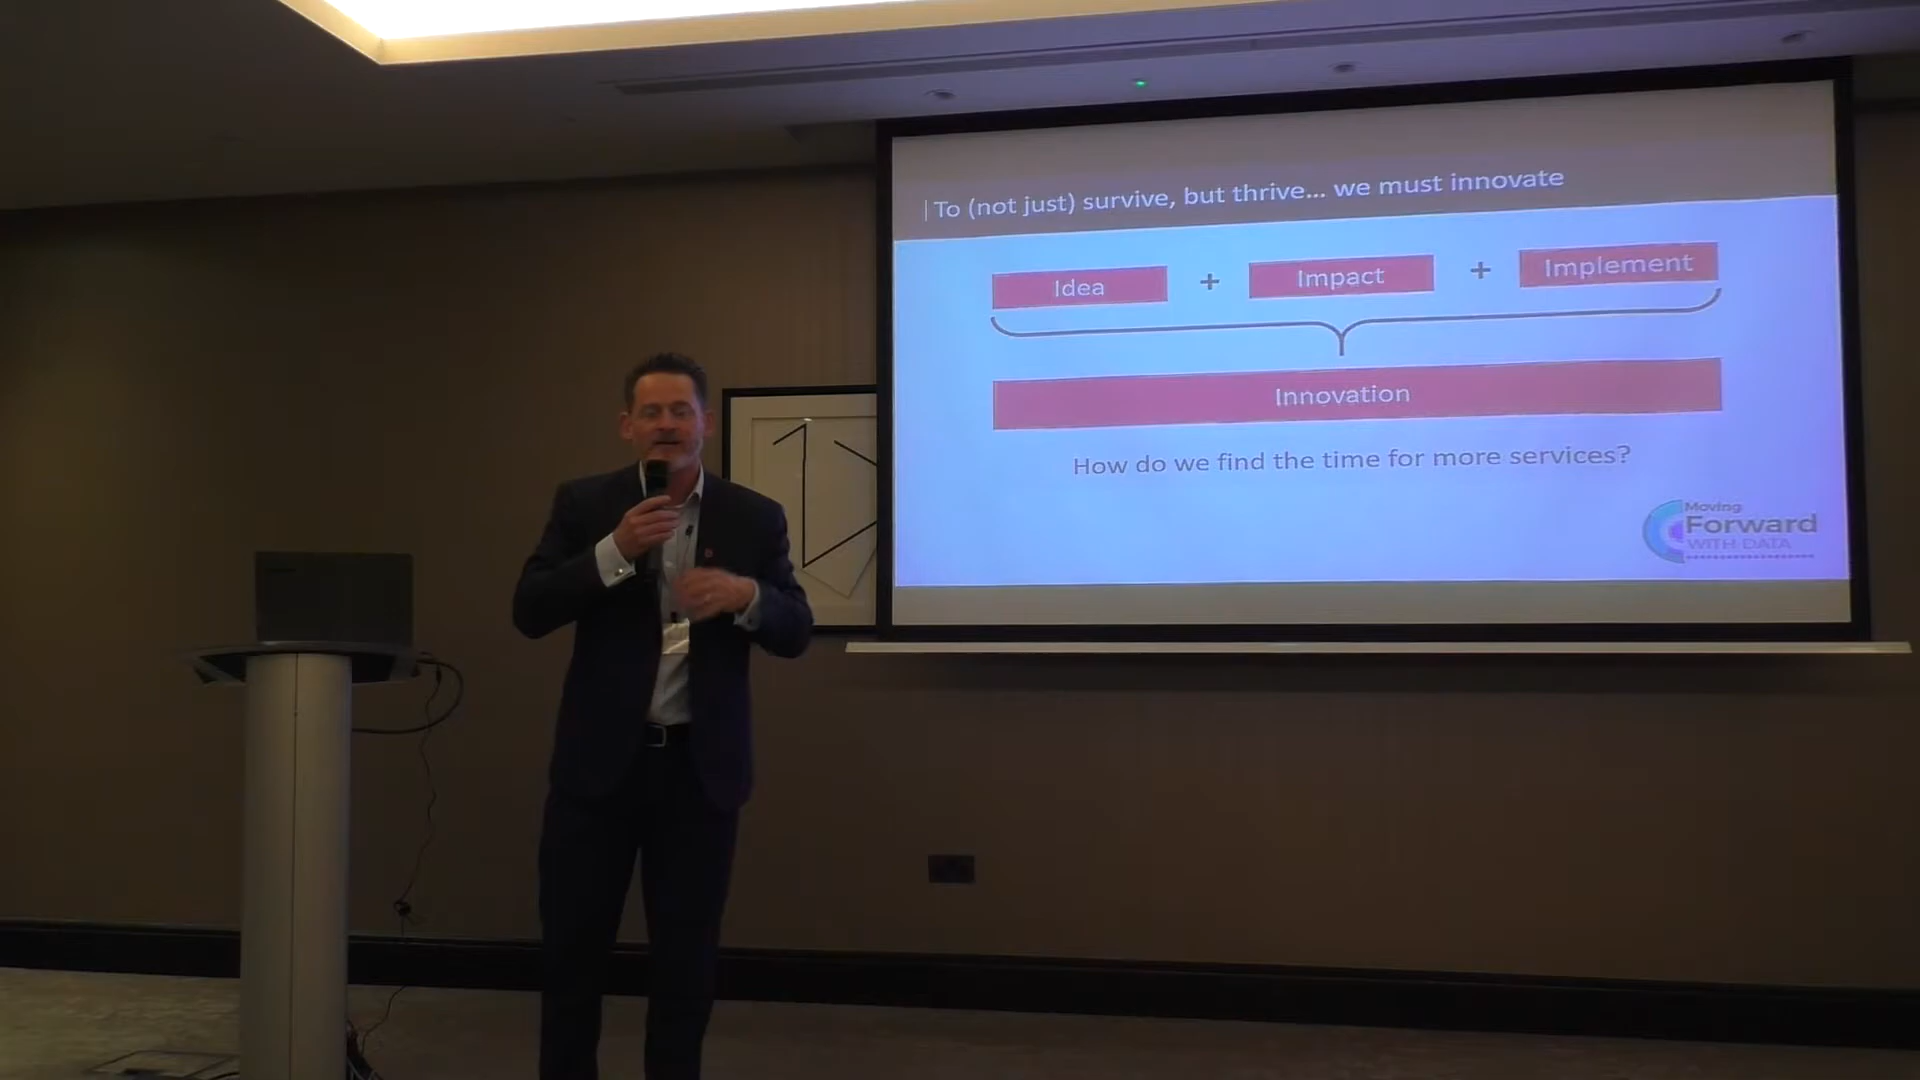 To (not just) survive, but thrive... we must innovate
Idea + Impact + Implement
Innovation
How do we find the time for more services?
Moving
Forward
WITH DATA